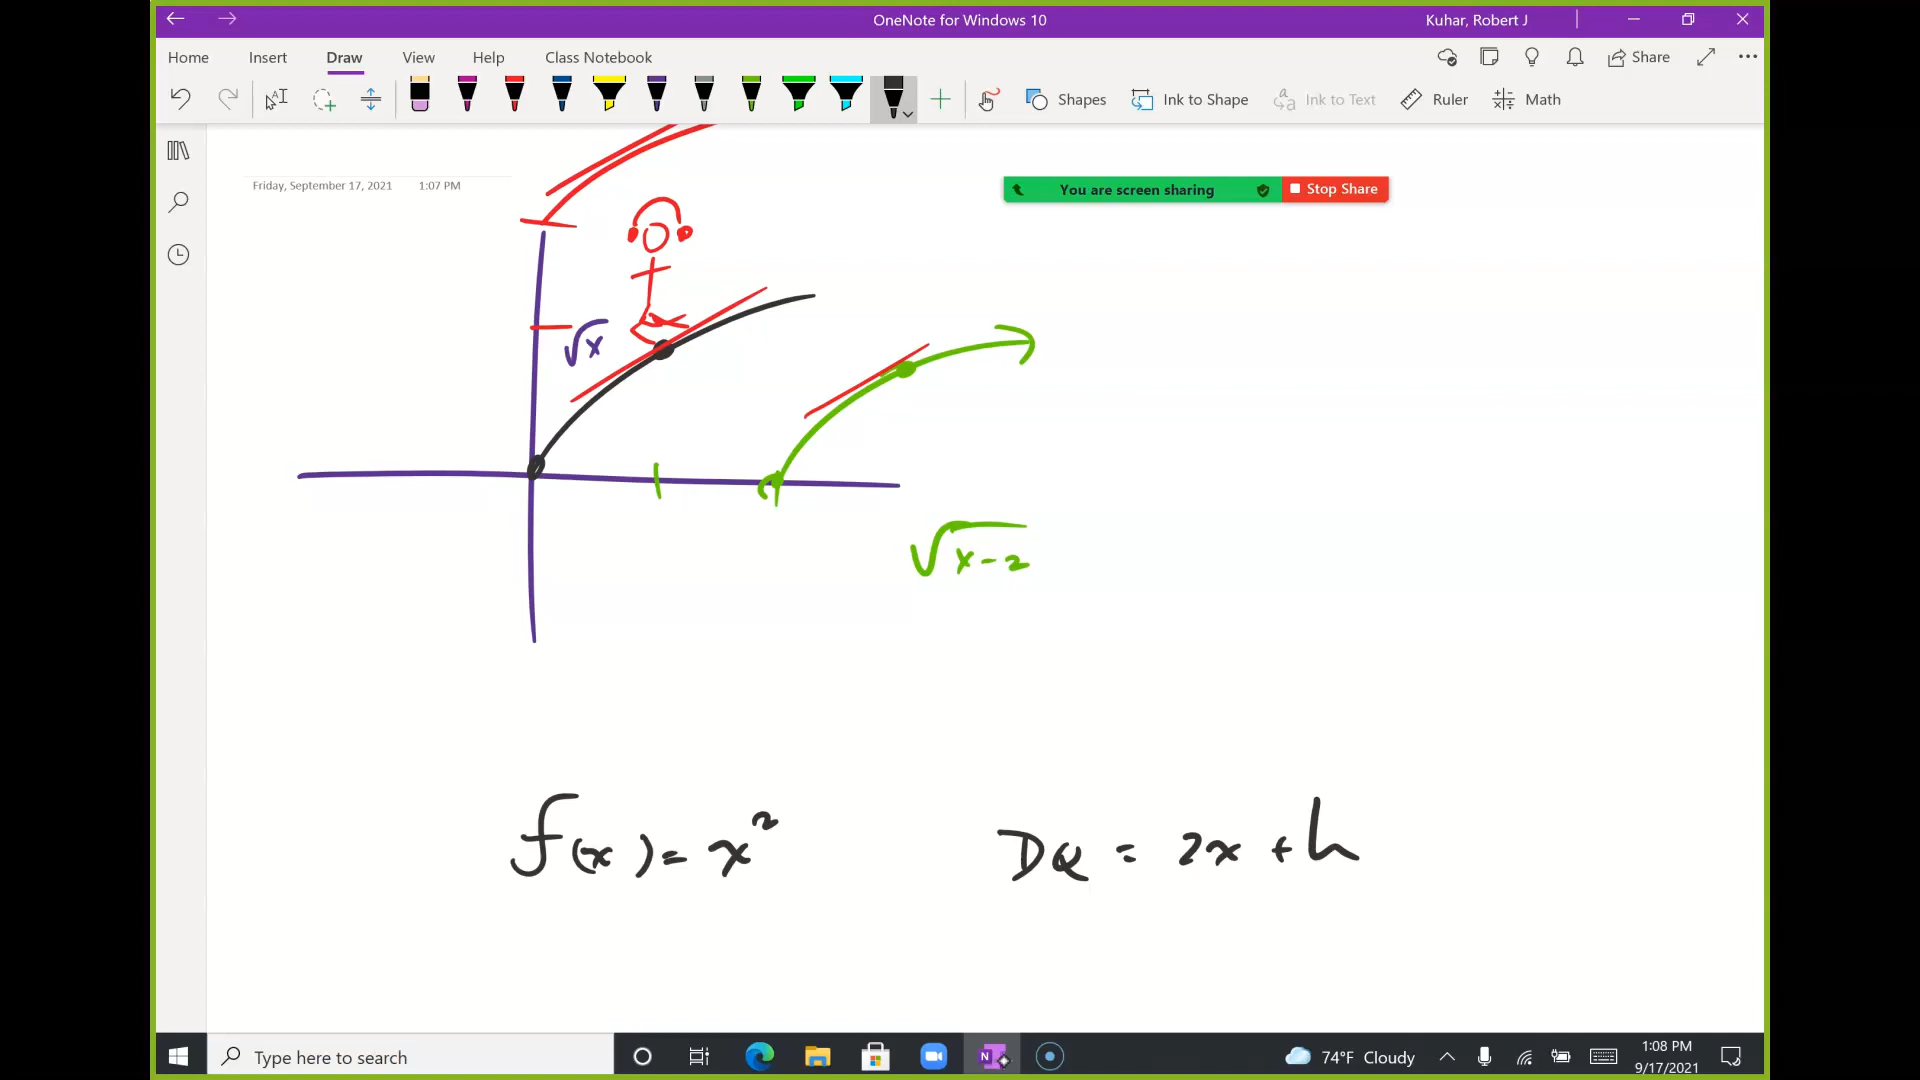 OneNote for Windows 10
Kuhar, Robert J
Home Insert Draw View Help Class Notebook
Share
Shapes Ink to Shape Ink to Text Ruler Math
Friday, September 17, 2021 1:07 PM
You are screen sharing Stop Share
√x
√x-2
f(x) = x²
DQ = 2x + h
Type here to search
74°F Cloudy
1:08 PM
9/17/2021